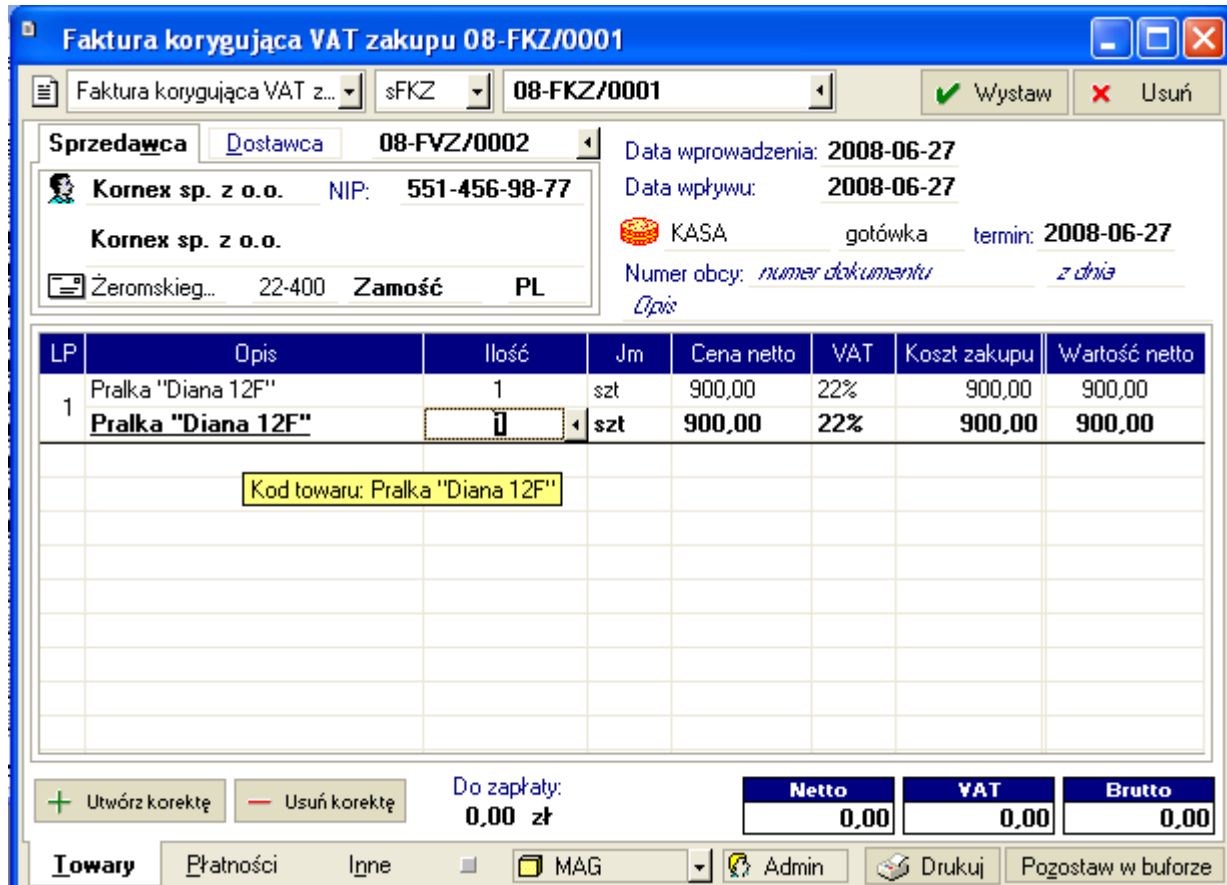 Faktura korygująca VAT zakupu 08-FKZ/0001
Faktura korygująca VAT z... sFKZ 08-FKZ/0001 Wystaw Usuń
Sprzedawca Dostawca 08-FVZ/0002
Kornex sp. z o.o. NIP: 551-456-98-77
Kornex sp. z o.o.
Żeromskieg... 22-400 Zamość PL
Data wprowadzenia: 2008-06-27
Data wpływu: 2008-06-27
KASA gotówka termin: 2008-06-27
Numer obcy: numer dokumentu z dnia
Opis
LP Opis Ilość Jm Cena netto VAT Koszt zakupu Wartość netto
1 Pralka "Diana 12F" 1 szt 900,00 22% 900,00 900,00
Pralka "Diana 12F" 1 szt 900,00 22% 900,00 900,00
Kod towaru: Pralka "Diana 12F"
Utwórz korektę Usuń korektę
Do zapłaty:
0,00 zł
Netto VAT Brutto
0,00 0,00 0,00
Towary Płatności Inne MAG Admin Drukuj Pozostaw w buforze